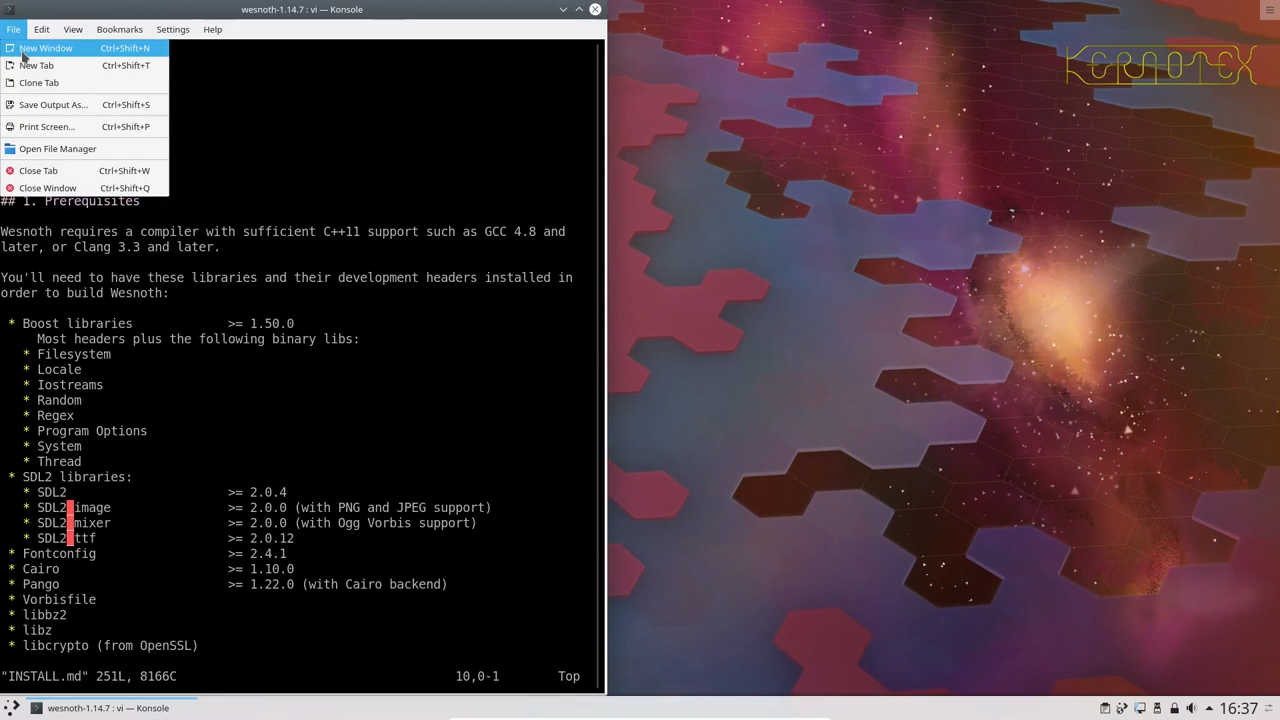 wesnoth-1.14.7 : vi — Konsole
File Edit View Bookmarks Settings Help
New Window Ctrl+Shift+N
New Tab Ctrl+Shift+T
Clone Tab
Save Output As... Ctrl+Shift+S
Print Screen... Ctrl+Shift+P
Open File Manager
Close Tab Ctrl+Shift+W
Close Window Ctrl+Shift+Q
## 1. Prerequisites
Wesnoth requires a compiler with sufficient C++11 support such as GCC 4.8 and
later, or Clang 3.3 and later.
You'll need to have these libraries and their development headers installed in
order to build Wesnoth:
* Boost libraries >= 1.50.0
Most headers plus the following binary libs:
* Filesystem
* Locale
* Iostreams
* Random
* Regex
* Program Options
* System
* Thread
* SDL2 libraries:
* SDL2 >= 2.0.4
* SDL2_image >= 2.0.0 (with PNG and JPEG support)
* SDL2_mixer >= 2.0.0 (with Ogg Vorbis support)
* SDL2_ttf >= 2.0.12
* Fontconfig >= 2.4.1
* Cairo >= 1.10.0
* Pango >= 1.22.0 (with Cairo backend)
* Vorbisfile
* libbz2
* libz
* libcrypto (from OpenSSL)
"INSTALL.md" 251L, 8166C 10,0-1 Top
KERNOTEX
wesnoth-1.14.7 : vi — Konsole
16:37